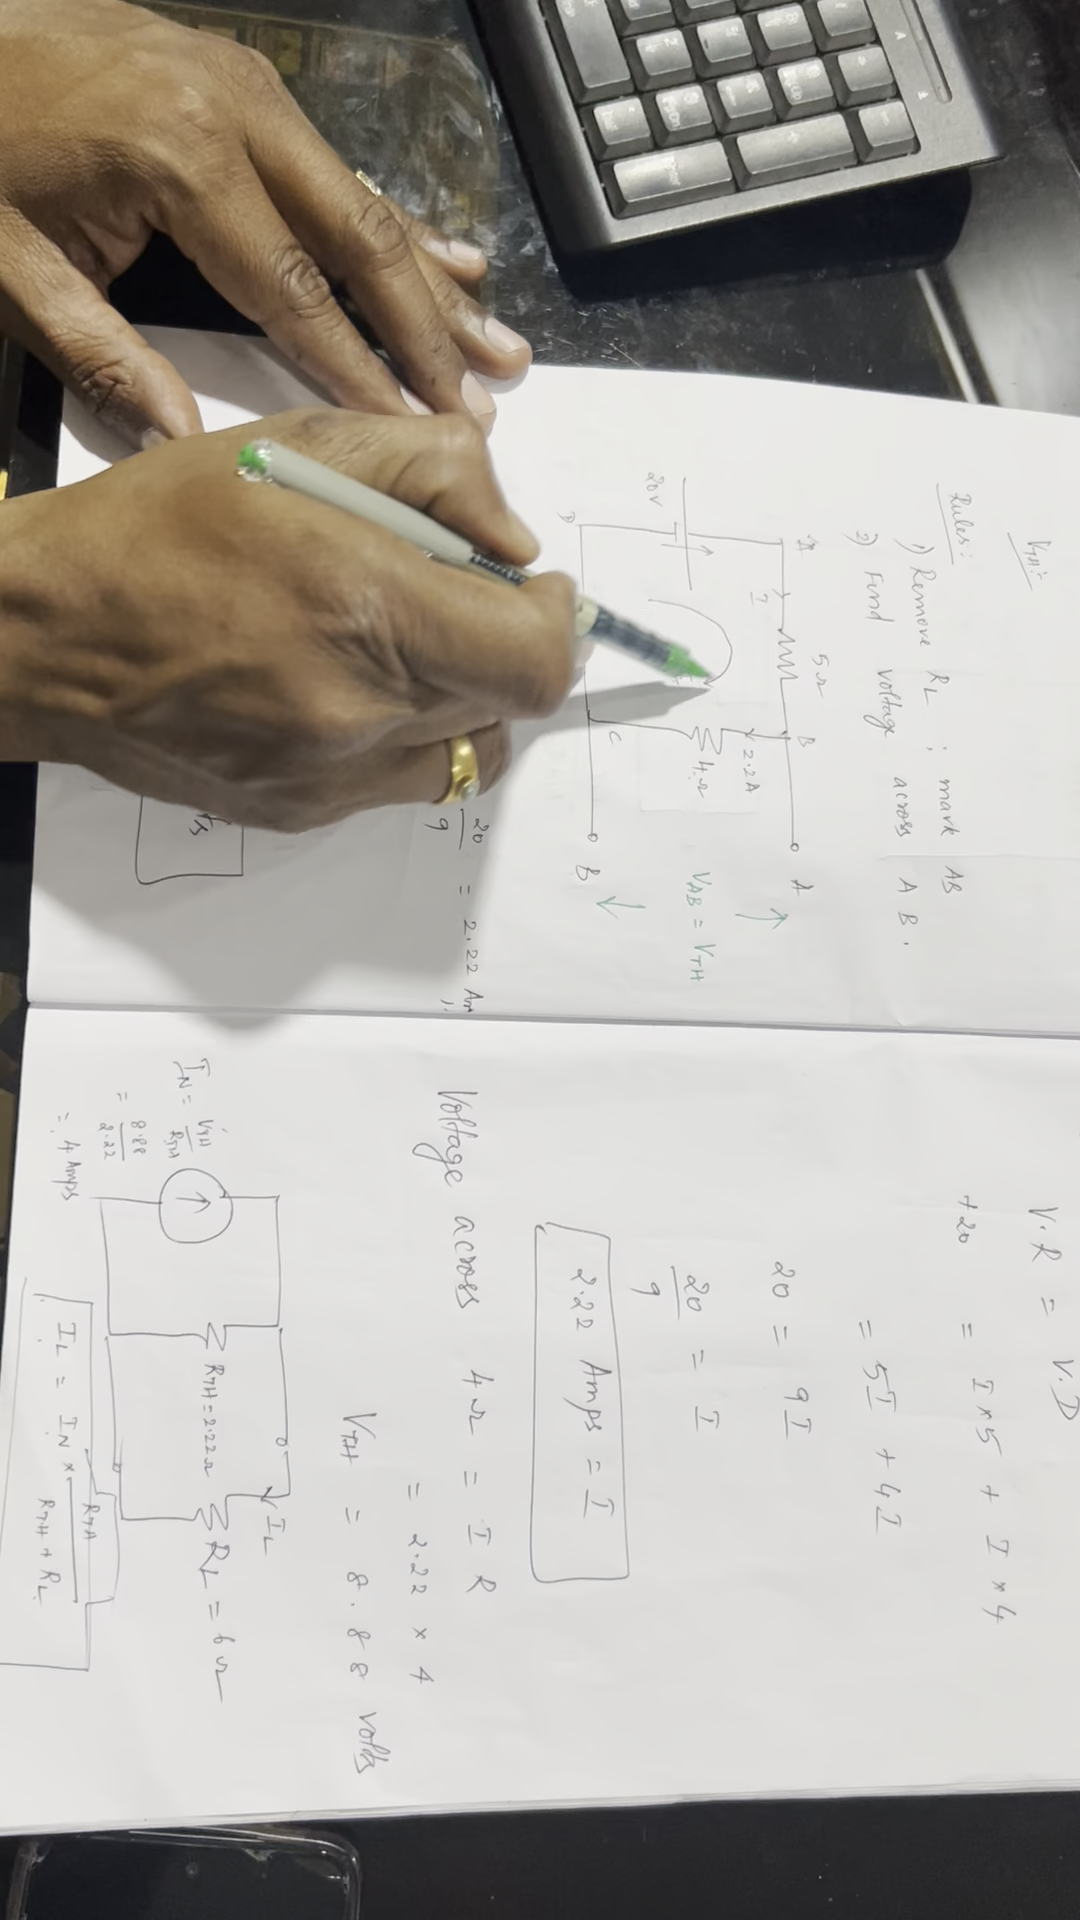 VTH:-
Rules:-
1) Remove RL ; mark AB
2) Find voltage across AB.
A
I
5Ω
B
A
20V
2.2A
4Ω
VAB = VTH
D
C
B
20/9 = 2.22 Am
V.R = V.D
+20 = I×5 + I×4
= 5I + 4I
20 = 9I
20/9 = I
2.22 Amps = I
Voltage across 4Ω = IR
= 2.22 × 4
VTH = 8.88 volts
IN = VTH/RTH
= 8.88/2.22
= 4 Amps
RTH = 2.22Ω
IL
RL = 6Ω
IL = IN × RTH/RTH + RL